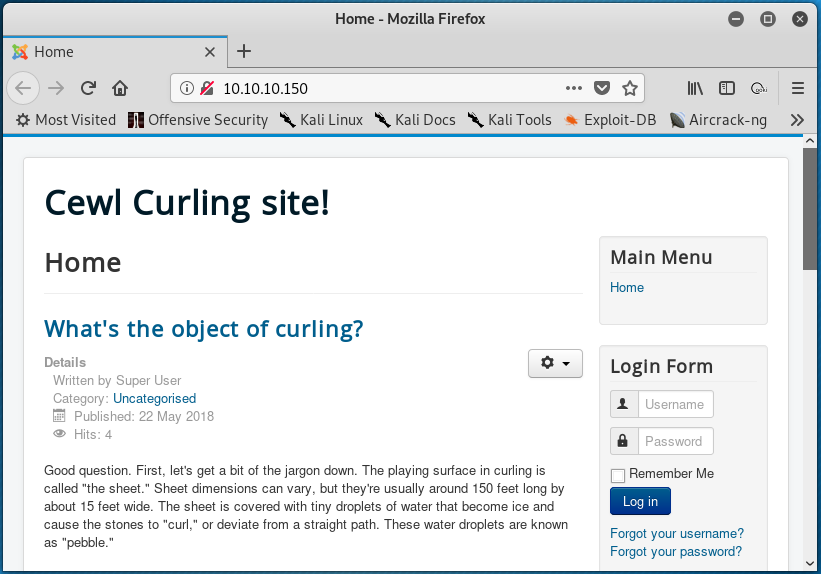 Home - Mozilla Firefox
Home
10.10.10.150
Most Visited
Offensive Security
Kali Linux
Kali Docs
Kali Tools
Exploit-DB
Aircrack-ng
Cewl Curling site!
Home
What's the object of curling?
Details
Written by Super User
Category: Uncategorised
Published: 22 May 2018
Hits: 4
Good question. First, let's get a bit of the jargon down. The playing surface in curling is
called "the sheet." Sheet dimensions can vary, but they're usually around 150 feet long by
about 15 feet wide. The sheet is covered with tiny droplets of water that become ice and
cause the stones to "curl," or deviate from a straight path. These water droplets are known
as "pebble."
Main Menu
Home
Login Form
Username
Password
Remember Me
Log in
Forgot your username?
Forgot your password?